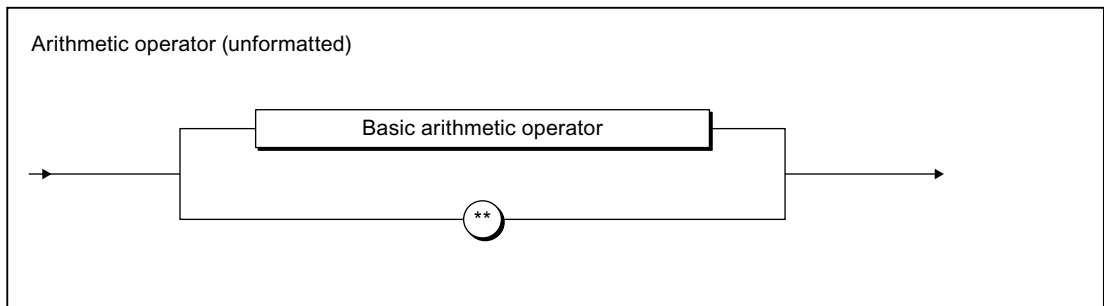 Arithmetic operator (unformatted)
Basic arithmetic operator
**